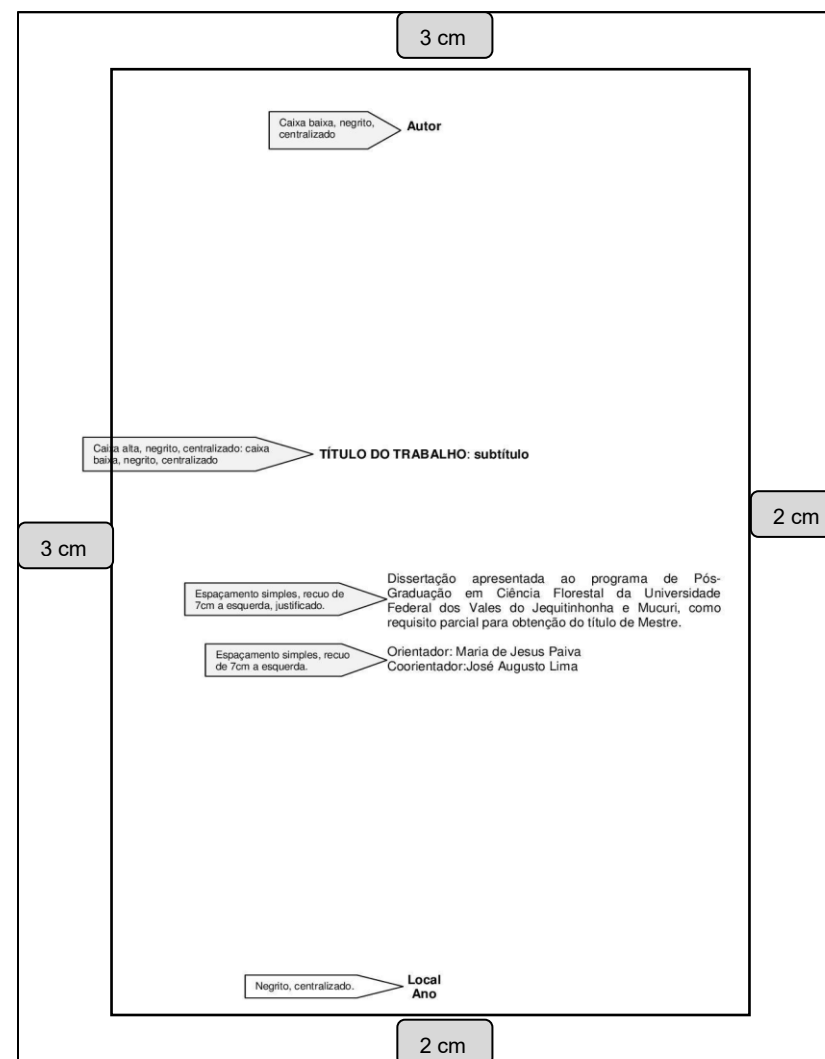 3 cm
Caixa baixa, negrito,
centralizado
Autor
Caixa alta, negrito, centralizado: caixa
baixa, negrito, centralizado
TÍTULO DO TRABALHO: subtítulo
2 cm
3 cm
Espaçamento simples, recuo de
7cm a esquerda, justificado.
Dissertação apresentada ao programa de Pós-
Graduação em Ciência Florestal da Universidade
Federal dos Vales do Jequitinhonha e Mucuri, como
requisito parcial para obtenção do título de Mestre.
Espaçamento simples, recuo
de 7cm a esquerda.
Orientador: Maria de Jesus Paiva
Coorientador:José Augusto Lima
Negrito, centralizado.
Local
Ano
2 cm